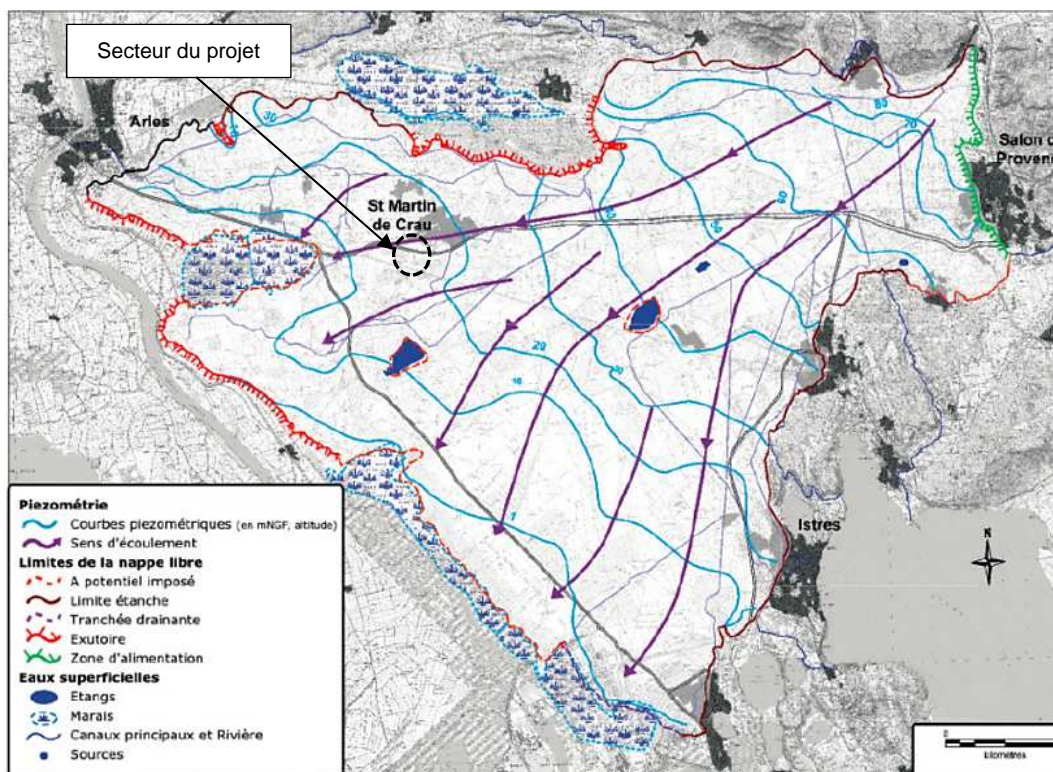 Secteur du projet
Arles
30
80
70
Salon de
Proven
St Martin
de Crau
60
50
20
10
1
Istres
N
Piezométrie
Courbes piezométriques (en mNGF, altitude)
Sens d'écoulement
Limites de la nappe libre
A potentiel imposé
Limite étanche
Tranchée drainante
Exutoire
Zone d'alimentation
Eaux superficielles
Etangs
Marais
Canaux principaux et Rivière
Sources
0
kilomètres